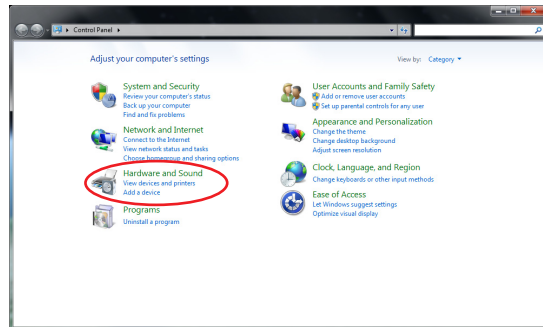 Control Panel
Adjust your computer's settings
View by: Category
System and Security
Review your computer's status
Back up your computer
Find and fix problems
Network and Internet
Connect to the Internet
View network status and tasks
Choose homegroup and sharing options
Hardware and Sound
View devices and printers
Add a device
Programs
Uninstall a program
User Accounts and Family Safety
Add or remove user accounts
Set up parental controls for any user
Appearance and Personalization
Change the theme
Change desktop background
Adjust screen resolution
Clock, Language, and Region
Change keyboards or other input methods
Ease of Access
Let Windows suggest settings
Optimize visual display